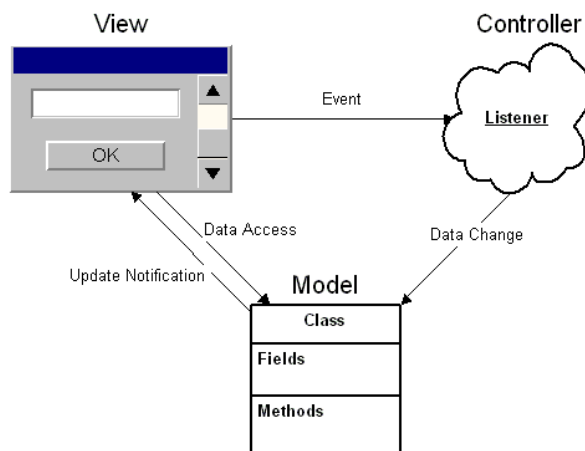 View
Controller
OK
Event
Listener
Data Access
Data Change
Update Notification
Model
Class
Fields
Methods